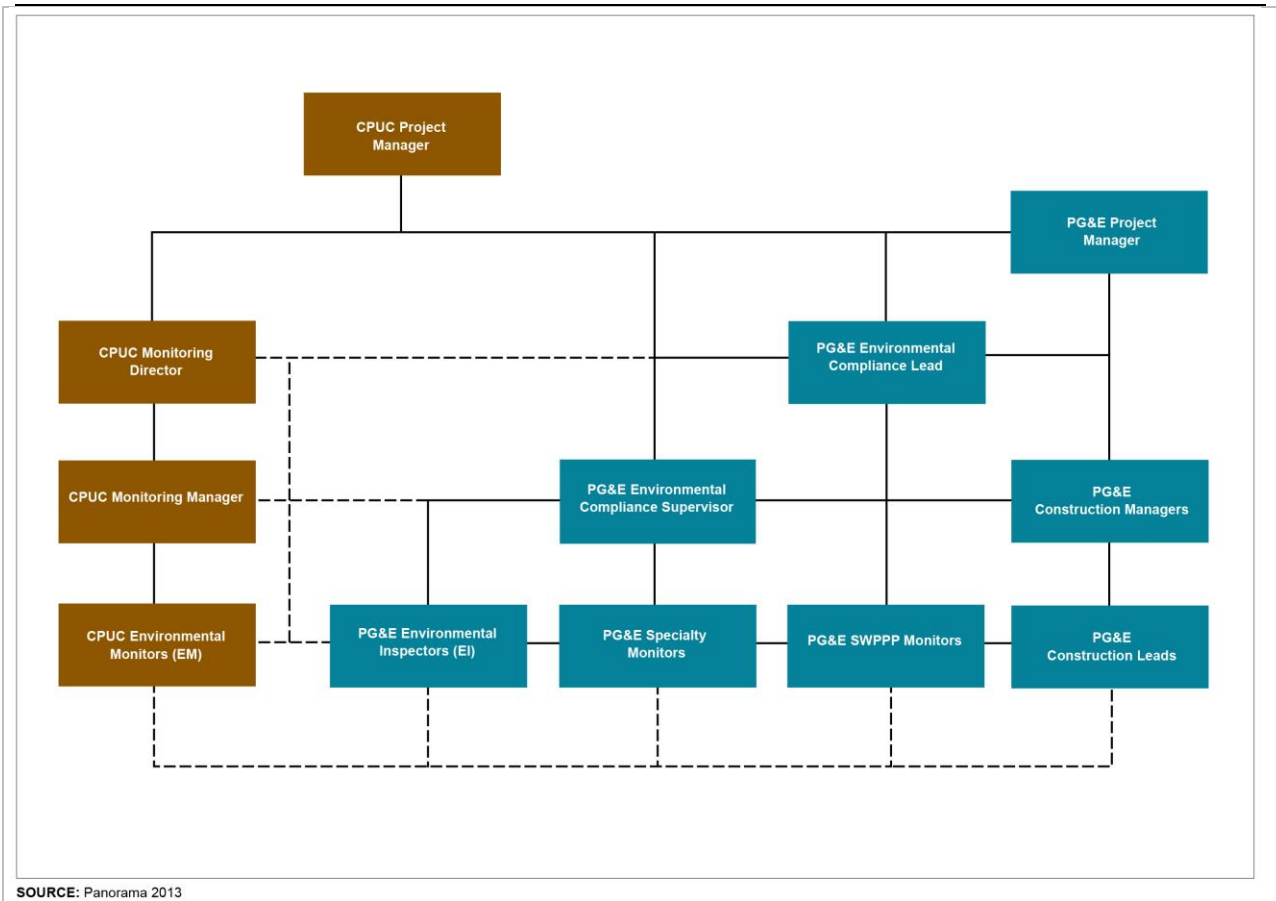 CPUC Project
Manager
PG&E Project
Manager
CPUC Monitoring
Director
PG&E Environmental
Compliance Lead
CPUC Monitoring Manager
PG&E Environmental
Compliance Supervisor
PG&E
Construction Managers
CPUC Environmental
Monitors (EM)
PG&E Environmental
Inspectors (EI)
PG&E Specialty
Monitors
PG&E SWPPP Monitors
PG&E
Construction Leads
SOURCE: Panorama 2013